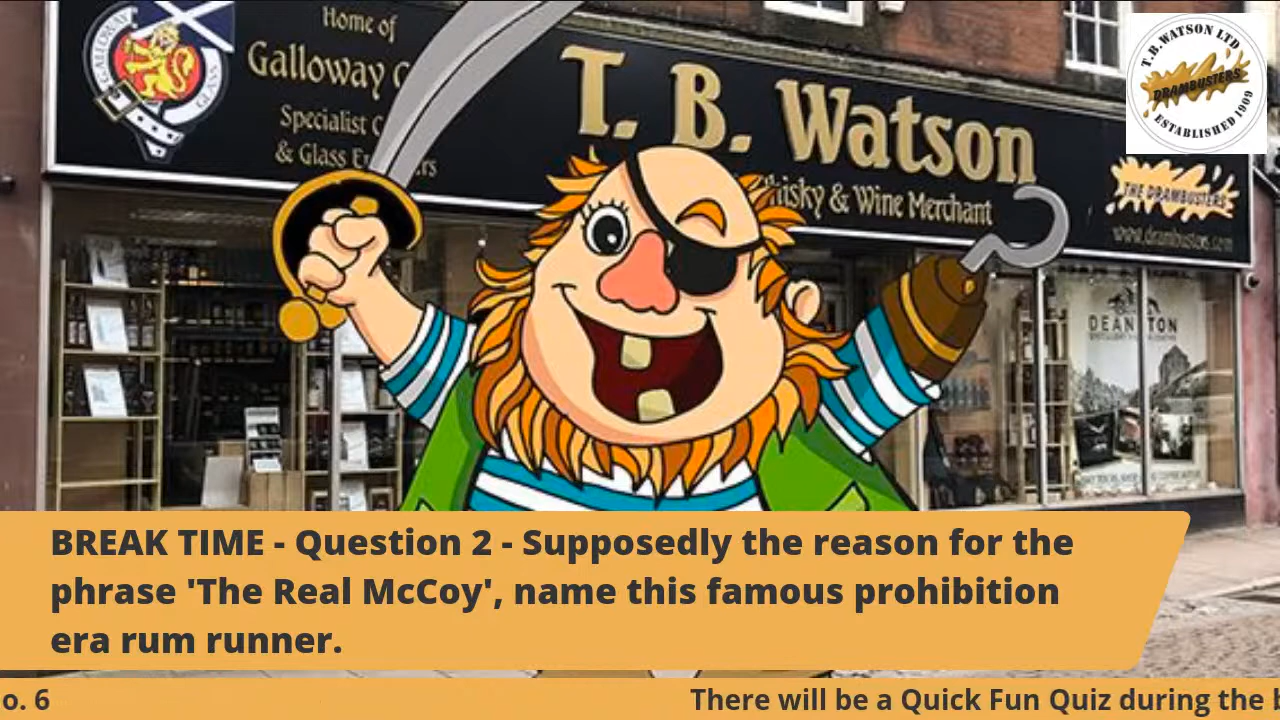 Home of
Galloway
Specialist
& Glass
GALLOWAY
GLASS
T. B. Watson
Whisky & Wine Merchant
THE DRAMBUSTERS
www.drambusters.com
T.B.WATSON LTD
DRAMBUSTERS
ESTABLISHED 1909
DEANSTON
BREAK TIME - Question 2 - Supposedly the reason for the
phrase 'The Real McCoy', name this famous prohibition
era rum runner.
o. 6
There will be a Quick Fun Quiz during the